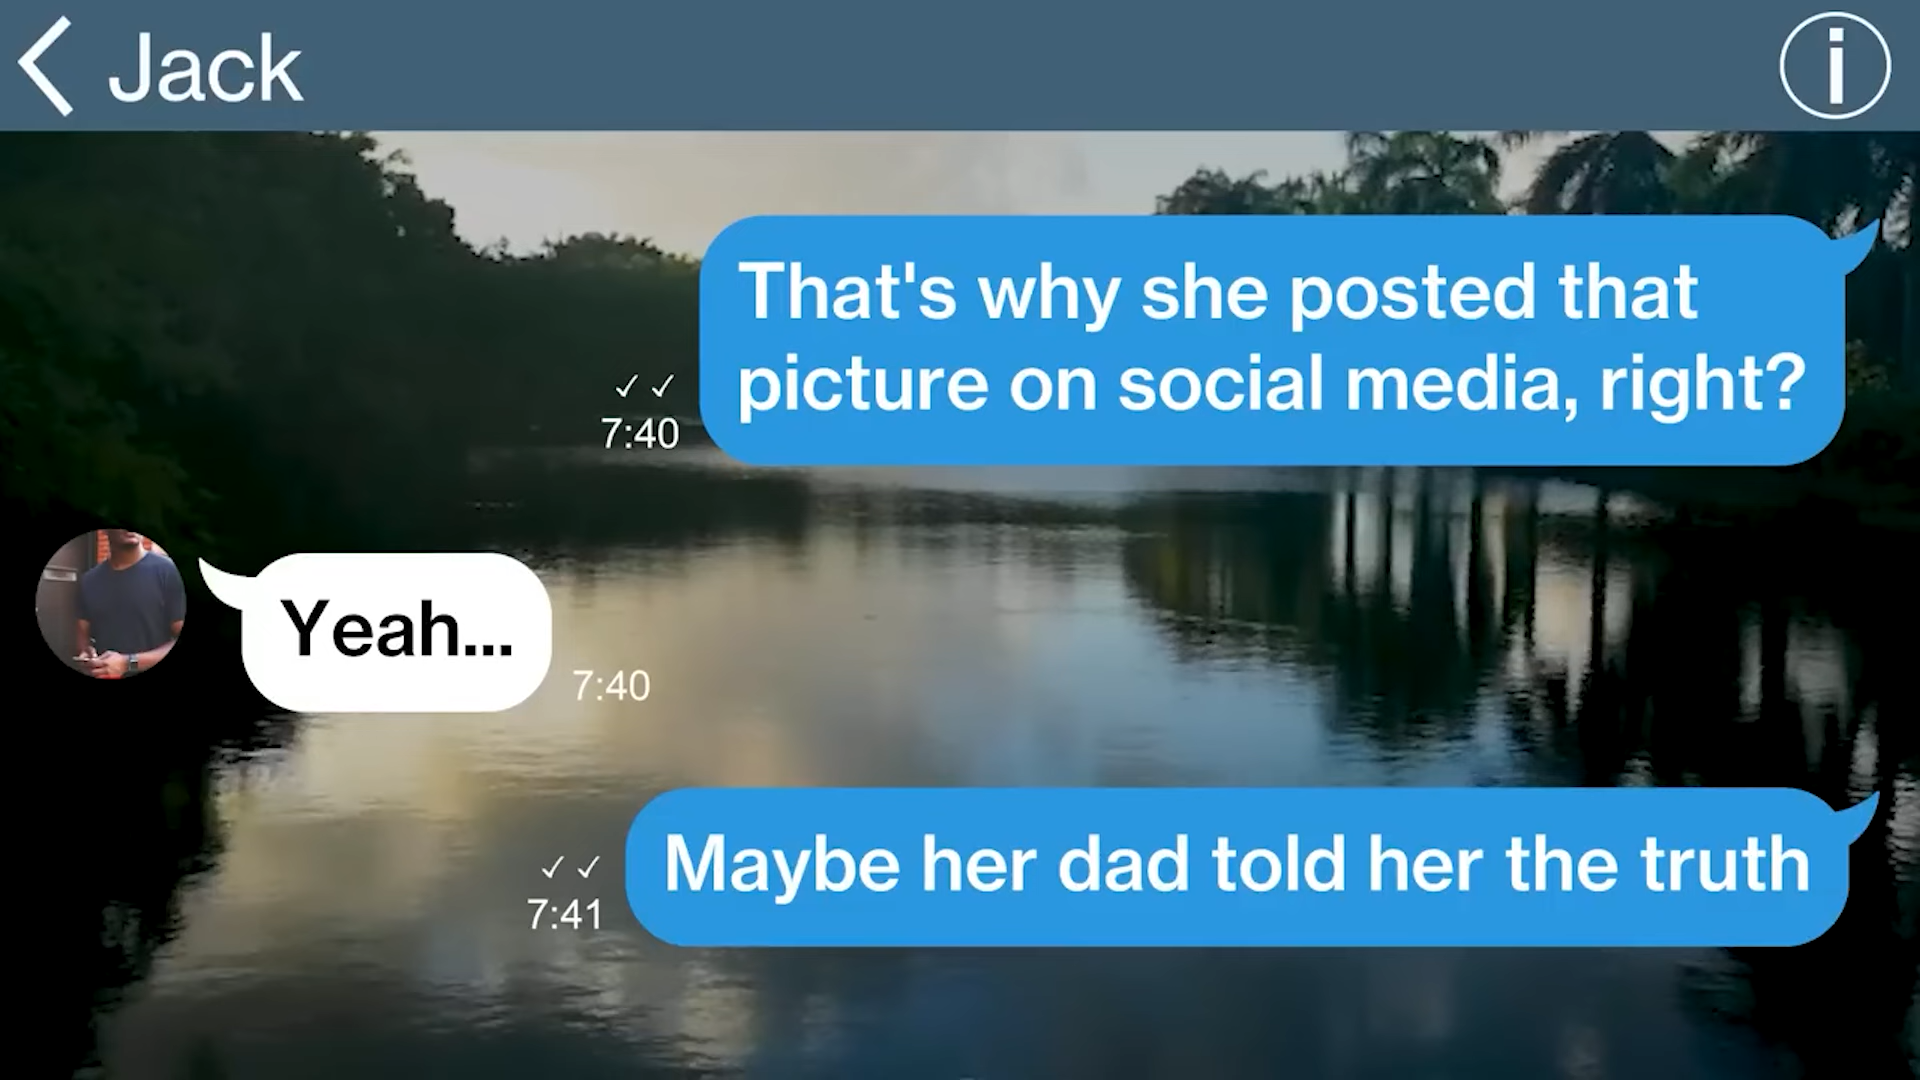 Jack
That's why she posted that
picture on social media, right?
✓✓
7:40
Yeah...
7:40
Maybe her dad told her the truth
✓✓
7:41